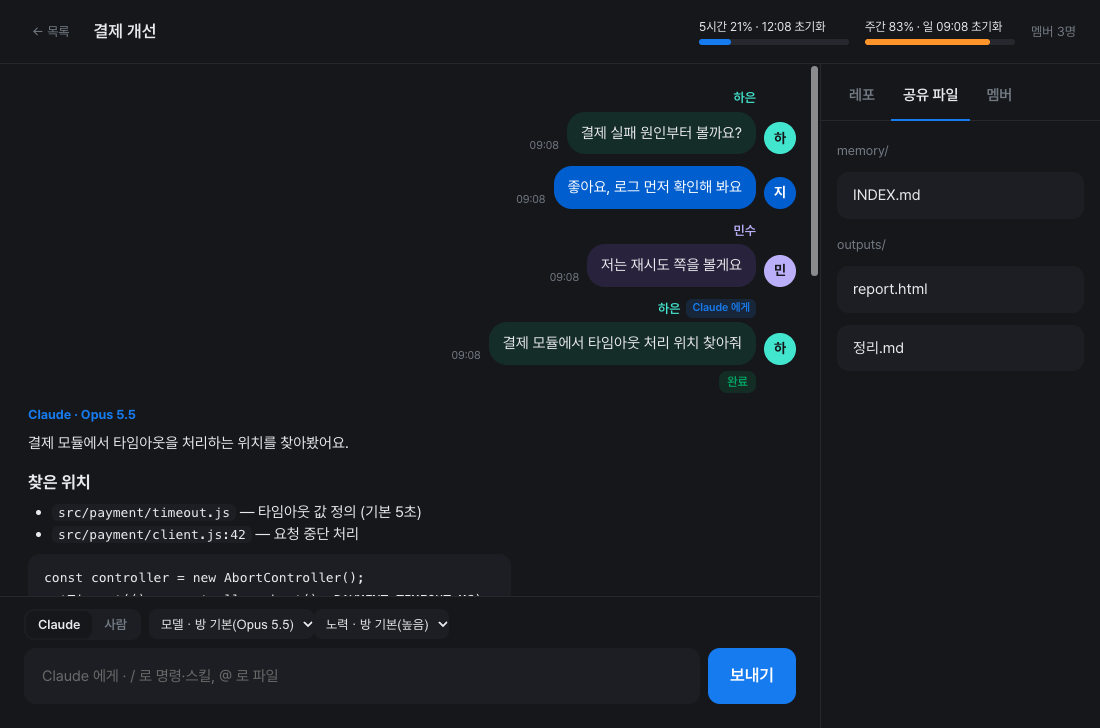 ← 목록
결제 개선
5시간 21% · 12:08 초기화
주간 83% · 일 09:08 초기화
멤버 3명
하은
결제 실패 원인부터 볼까요?
09:08
하
좋아요, 로그 먼저 확인해 봐요
09:08
지
민수
저는 재시도 쪽을 볼게요
09:08
민
하은 Claude 에게
결제 모듈에서 타임아웃 처리 위치 찾아줘
09:08
하
완료
Claude · Opus 5.5
결제 모듈에서 타임아웃을 처리하는 위치를 찾아봤어요.
찾은 위치
src/payment/timeout.js — 타임아웃 값 정의 (기본 5초)
src/payment/client.js:42 — 요청 중단 처리
const controller = new AbortController();
Claude 사람
모델 · 방 기본(Opus 5.5)
노력 · 방 기본(높음)
Claude 에게 · / 로 명령·스킬, @ 로 파일
보내기
레포
공유 파일
멤버
memory/
INDEX.md
outputs/
report.html
정리.md